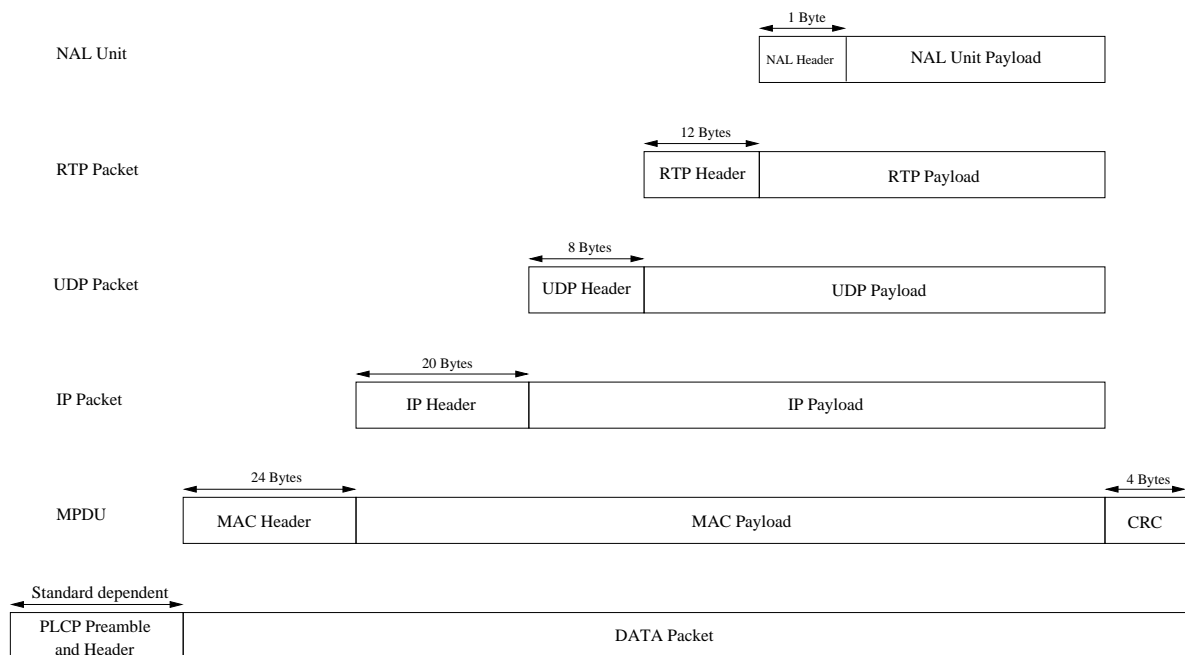 1 Byte
NAL Unit
NAL Header
NAL Unit Payload
12 Bytes
RTP Packet
RTP Header
RTP Payload
8 Bytes
UDP Packet
UDP Header
UDP Payload
20 Bytes
IP Packet
IP Header
IP Payload
24 Bytes
4 Bytes
MPDU
MAC Header
MAC Payload
CRC
Standard dependent
PLCP Preamble
and Header
DATA Packet